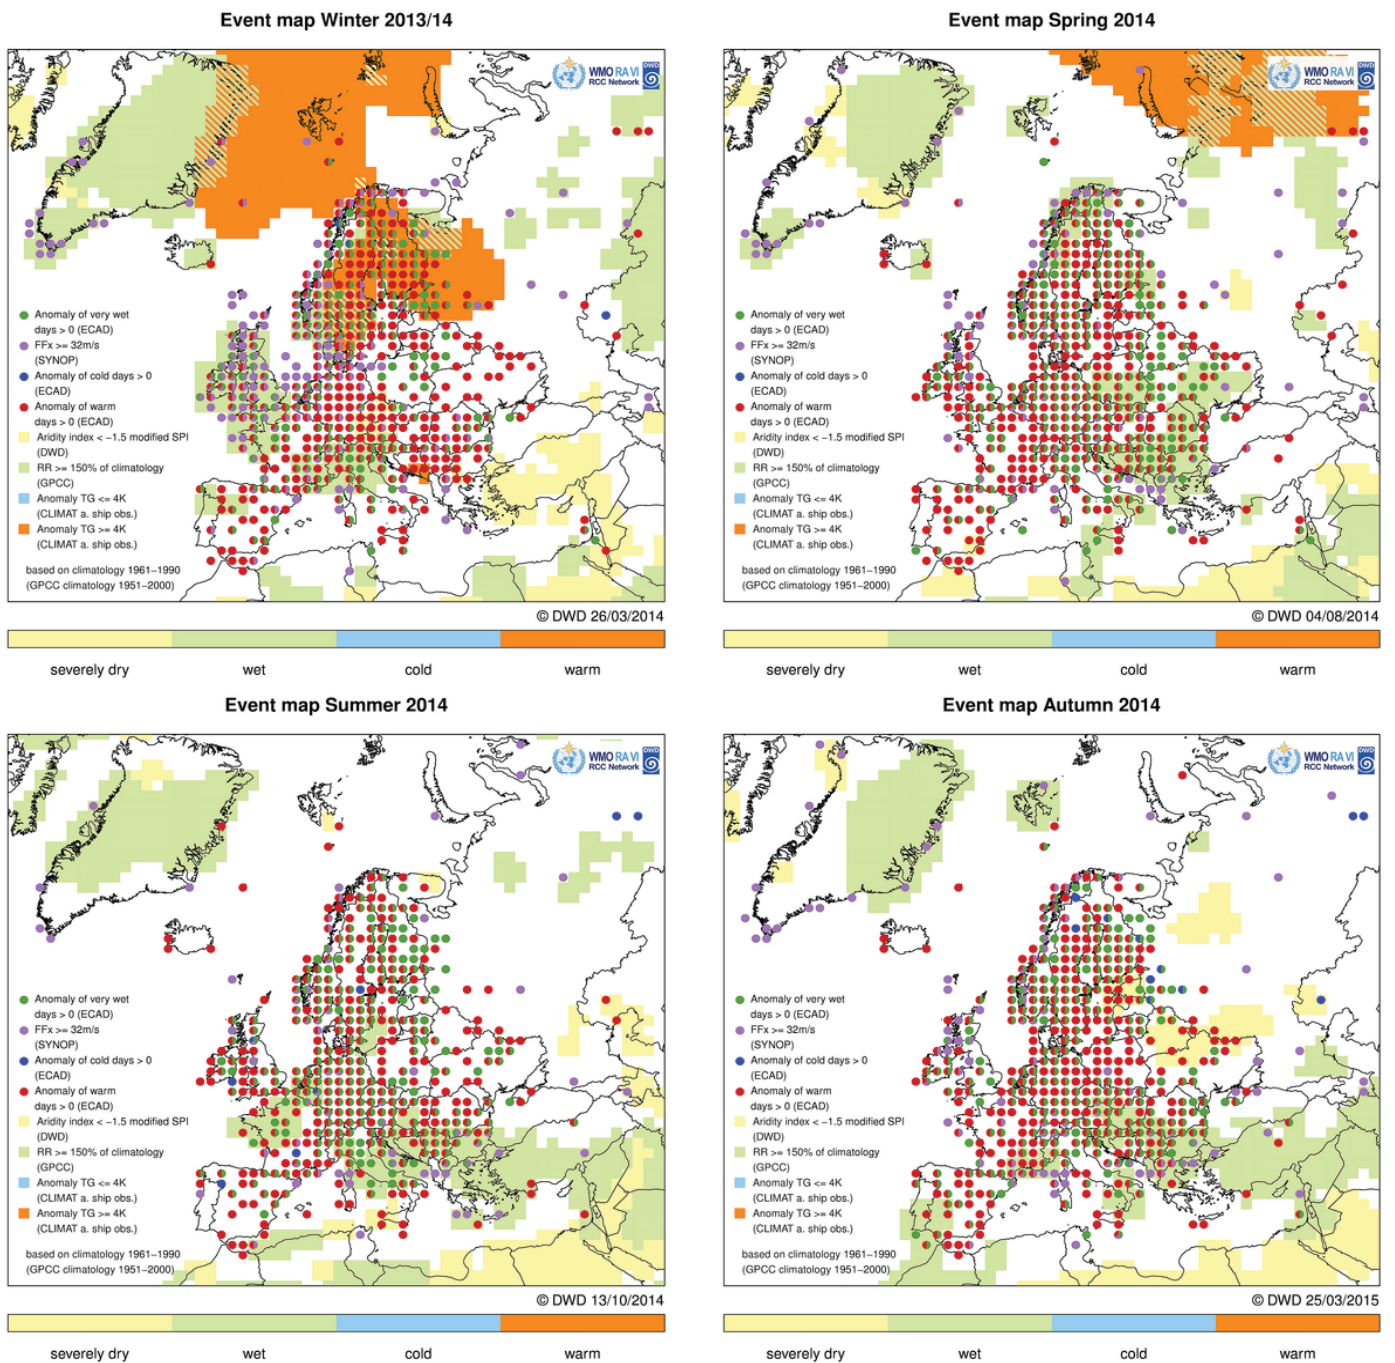 Event map Winter 2013/14
WMO RA VI
RCC Network
DWD
Anomaly of very wet
days > 0 (ECAD)
FFx >= 32m/s
(SYNOP)
Anomaly of cold days > 0
(ECAD)
Anomaly of warm
days > 0 (ECAD)
Aridity index < −1.5 modified SPI
(DWD)
RR >= 150% of climatology
(GPCC)
Anomaly TG <= 4K
(CLIMAT a. ship obs.)
Anomaly TG >= 4K
(CLIMAT a. ship obs.)
based on climatology 1961−1990
(GPCC climatology 1951−2000)
© DWD 26/03/2014
severely dry wet cold warm
Event map Spring 2014
WMO RA VI
RCC Network
DWD
Anomaly of very wet
days > 0 (ECAD)
FFx >= 32m/s
(SYNOP)
Anomaly of cold days > 0
(ECAD)
Anomaly of warm
days > 0 (ECAD)
Aridity index < −1.5 modified SPI
(DWD)
RR >= 150% of climatology
(GPCC)
Anomaly TG <= 4K
(CLIMAT a. ship obs.)
Anomaly TG >= 4K
(CLIMAT a. ship obs.)
based on climatology 1961−1990
(GPCC climatology 1951−2000)
© DWD 04/08/2014
severely dry wet cold warm
Event map Summer 2014
WMO RA VI
RCC Network
DWD
Anomaly of very wet
days > 0 (ECAD)
FFx >= 32m/s
(SYNOP)
Anomaly of cold days > 0
(ECAD)
Anomaly of warm
days > 0 (ECAD)
Aridity index < −1.5 modified SPI
(DWD)
RR >= 150% of climatology
(GPCC)
Anomaly TG <= 4K
(CLIMAT a. ship obs.)
Anomaly TG >= 4K
(CLIMAT a. ship obs.)
based on climatology 1961−1990
(GPCC climatology 1951−2000)
© DWD 13/10/2014
severely dry wet cold warm
Event map Autumn 2014
WMO RA VI
RCC Network
DWD
Anomaly of very wet
days > 0 (ECAD)
FFx >= 32m/s
(SYNOP)
Anomaly of cold days > 0
(ECAD)
Anomaly of warm
days > 0 (ECAD)
Aridity index < −1.5 modified SPI
(DWD)
RR >= 150% of climatology
(GPCC)
Anomaly TG <= 4K
(CLIMAT a. ship obs.)
Anomaly TG >= 4K
(CLIMAT a. ship obs.)
based on climatology 1961−1990
(GPCC climatology 1951−2000)
© DWD 25/03/2015
severely dry wet cold warm